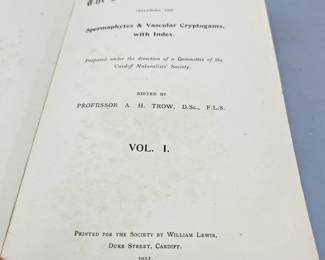 INCLUDING THE
Spermaphytes & Vascular Cryptogams,
with Index.
Prepared under the direction of a Committee of the
Cardiff Naturalists' Society.
EDITED BY
PROFESSOR A. H. TROW, D.Sc., F.L.S.
VOL. I.
PRINTED FOR THE SOCIETY BY WILLIAM LEWIS,
DUKE STREET, CARDIFF.
1911.